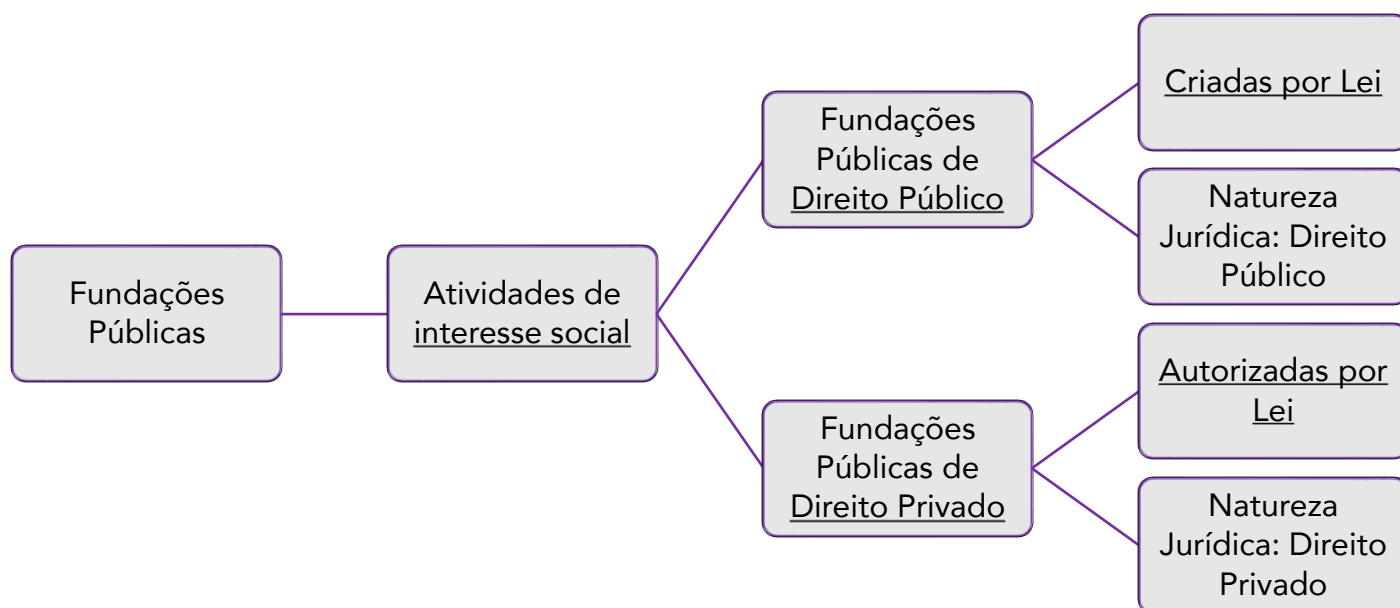 Fundações
Públicas
Atividades de
interesse social
Fundações
Públicas de
Direito Público
Criadas por Lei
Natureza
Jurídica: Direito
Público
Fundações
Públicas de
Direito Privado
Autorizadas por
Lei
Natureza
Jurídica: Direito
Privado